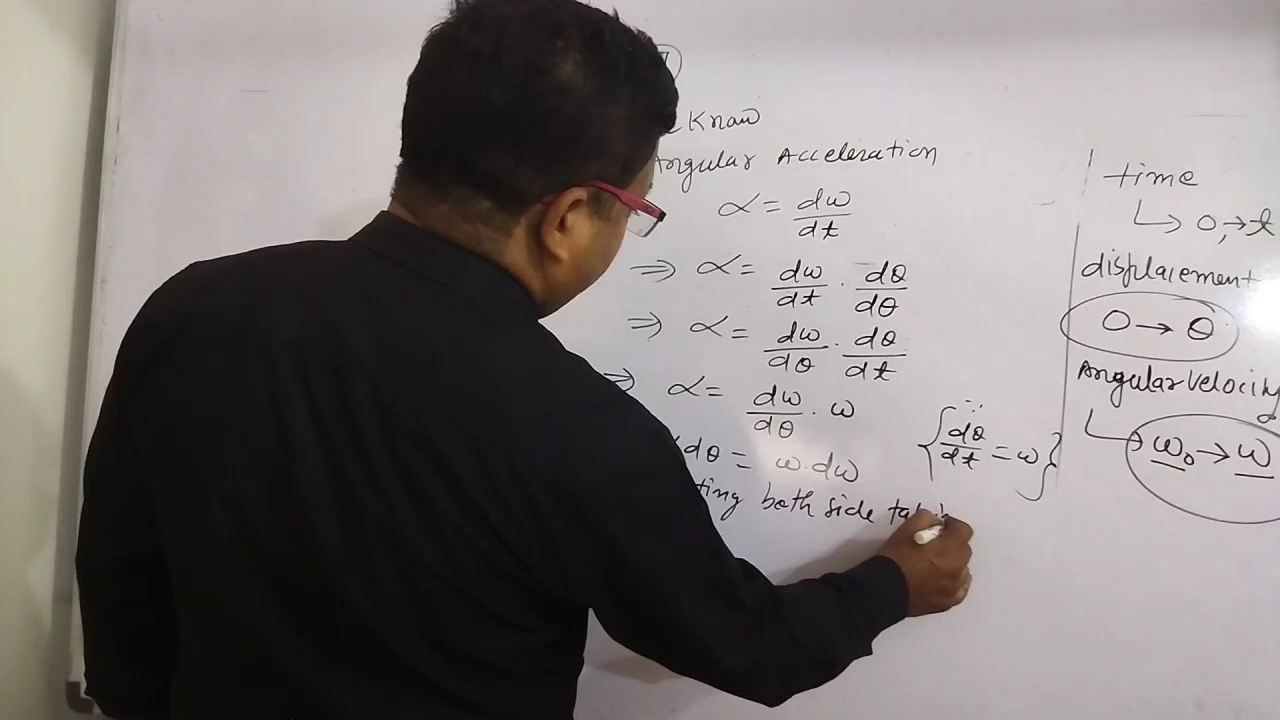 Know
Angular Acceleration
α = dω/dt
⇒ α = dω/dt · dθ/dθ
⇒ α = dω/dθ · dθ/dt
⇒ α = dω/dθ · ω
{∵ dθ/dt = ω}
dθ = ω·dω
ting both side
time
↳ 0, → t
displacement
0 → θ
Angular Velocity
↳ ω₀ → ω